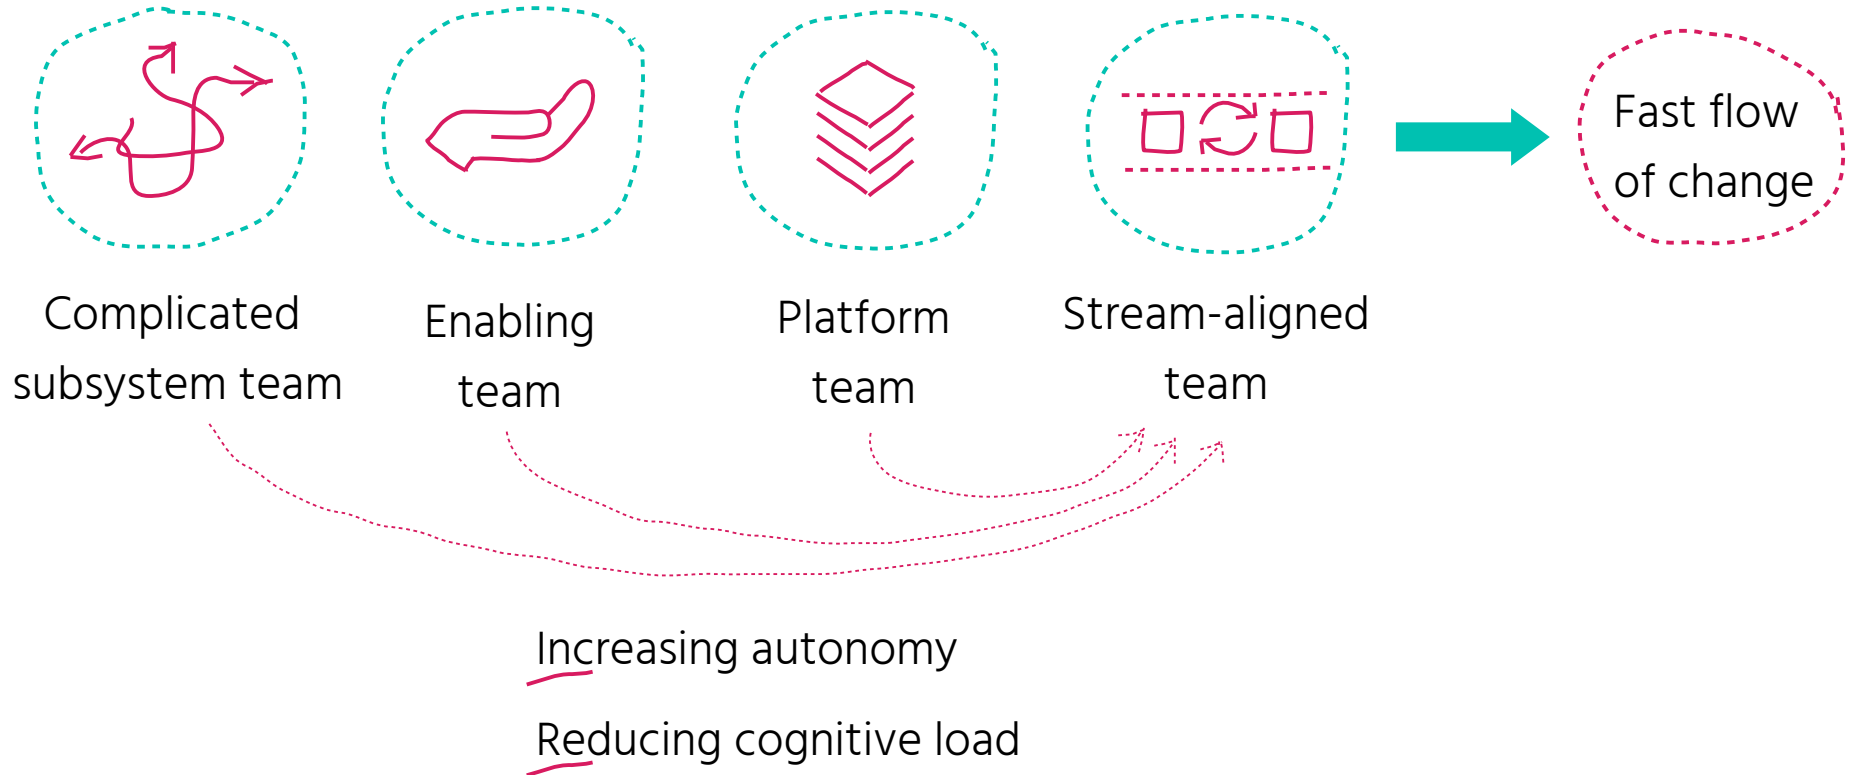 Fast flow
of change
Complicated
subsystem team
Enabling
team
Platform
team
Stream-aligned
team
Increasing autonomy
Reducing cognitive load